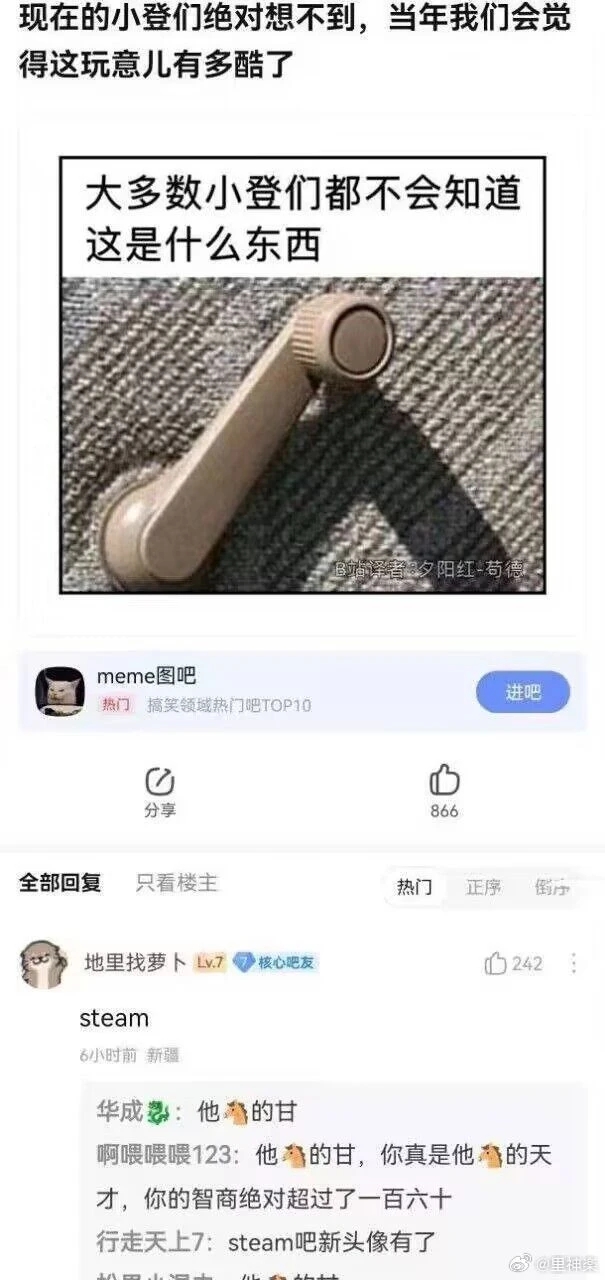 现在的小登们绝对想不到，当年我们会觉
得这玩意儿有多酷了
大多数小登们都不会知道
这是什么东西
B站译者:夕阳红-苟德
meme图吧
热门 搞笑领域热门吧TOP10
进吧
分享
866
全部回复 只看楼主
热门 正序 倒序
地里找萝卜 Lv.7 7 核心吧友
242
steam
6小时前 新疆
华成🐉：他🐴的甘
啊喂喂喂123：他🐴的甘，你真是他🐴的天
才，你的智商绝对超过了一百六十
行走天上7：steam吧新头像有了